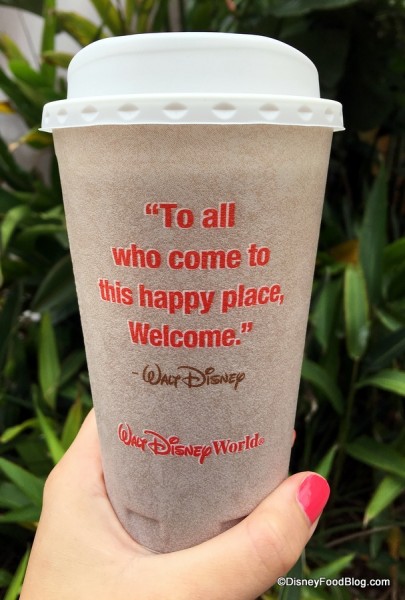 “To all
who come to
this happy place,
Welcome.”
- Walt Disney
Walt Disney World®
©DisneyFoodBlog.com